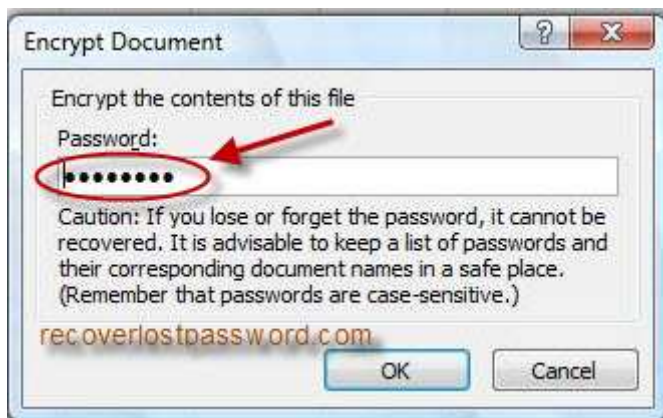 Encrypt Document
Encrypt the contents of this file
Password:
••••••••
Caution: If you lose or forget the password, it cannot be
recovered. It is advisable to keep a list of passwords and
their corresponding document names in a safe place.
(Remember that passwords are case-sensitive.)
recoverlostpassword.com
OK Cancel